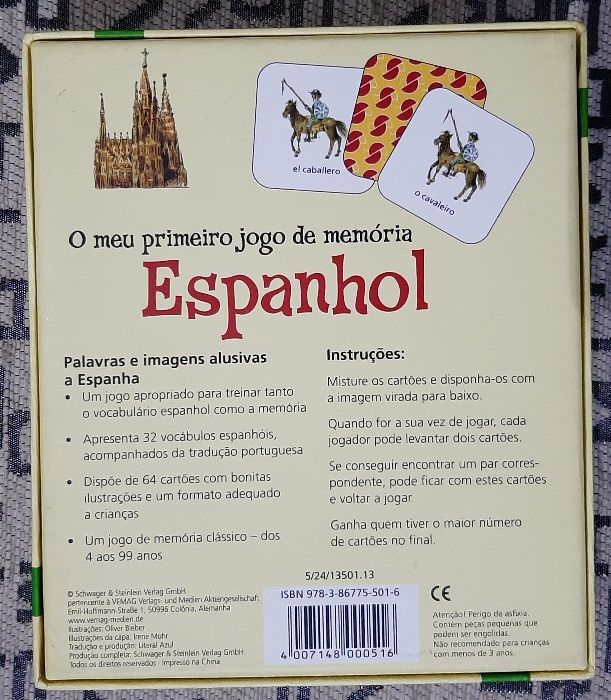 el caballero
o cavaleiro
O meu primeiro jogo de memória
Espanhol
Palavras e imagens alusivas
a Espanha
• Um jogo apropriado para treinar tanto
o vocabulário espanhol como a memória
• Apresenta 32 vocábulos espanhóis,
acompanhados da tradução portuguesa
• Dispõe de 64 cartões com bonitas
ilustrações e um formato adequado
a crianças
• Um jogo de memória clássico – dos
4 aos 99 anos
Instruções:
Misture os cartões e disponha-os com
a imagem virada para baixo.
Quando for a sua vez de jogar, cada
jogador pode levantar dois cartões.
Se conseguir encontrar um par corres-
pondente, pode ficar com estes cartões
e voltar a jogar.
Ganha quem tiver o maior número
de cartões no final.
5/24/13501.13
© Schwager & Steinlein Verlag GmbH
pertencente à VEMAG Verlags- und Medien Aktiengesellschaft
Emil-Hoffmann-Straße 1, 50996 Colónia, Alemanha
www.vemag-medien.de
Ilustrações: Oliver Bieber
Ilustrações da capa: Irene Mohr
Tradução e produção: Literal Azul
Produção completa: Schwager & Steinlein Verlag GmbH
Todos os direitos reservados · Impresso na China
ISBN 978-3-86775-501-6
4 007148 000516
CE
Atenção! Perigo de asfixia.
Contém peças pequenas que
podem ser engolidas.
Não recomendado para crianças
com menos de 3 anos.